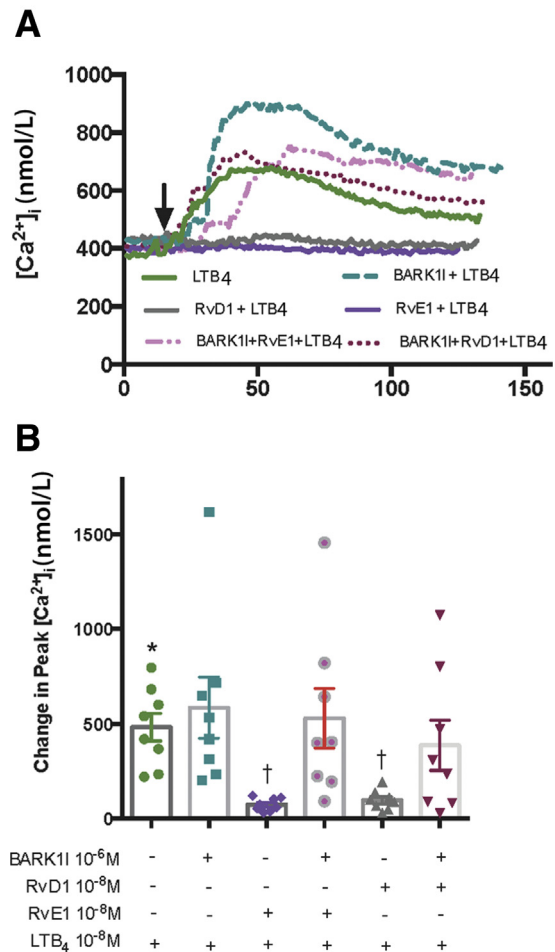 A
[Ca2+]i (nmol/L)
1000
800
600
400
200
0
LTB4
BARK1I + LTB4
RvD1 + LTB4
RvE1 + LTB4
BARK1I+RvE1+LTB4
BARK1I+RvD1+LTB4
0 50 100 150
B
Change in Peak [Ca2+]i (nmol/L)
1500
1000
500
0
*
†
†
BARK1I 10-6M - + - + - +
RvD1 10-8M - - - - + +
RvE1 10-8M - - + + - -
LTB4 10-8M + + + + + +